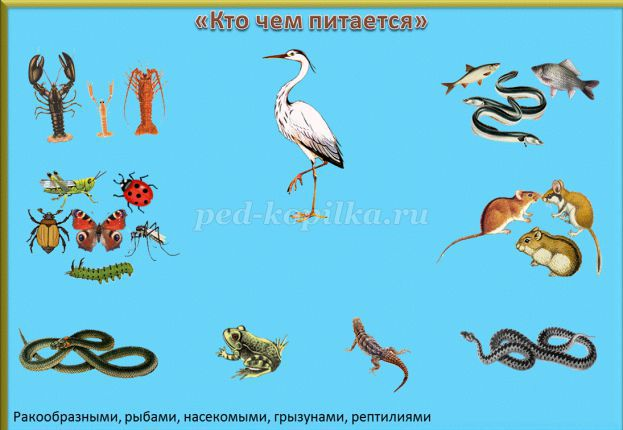 «Кто чем питается»
ped-kopilka.ru
Ракообразными, рыбами, насекомыми, грызунами, рептилиями